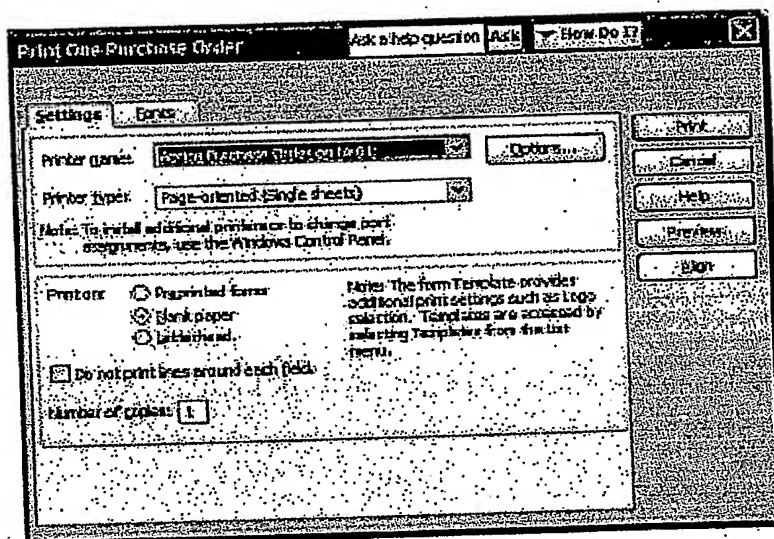 Print One Purchase Order
Ask a help question Ask How Do I?
Settings Fonts
Printer name: on LPT1:
Options...
Printer type: Page-oriented (Single sheets)
Note: To install additional printers or to change port
assignments, use the Windows Control Panel.
Print on: Preprinted forms
Blank paper
Letterhead
Note: The form Template provides
additional print settings such as Logo
selection. Templates are accessed by
selecting Templates from the List
menu.
Do not print lines around each field.
Number of copies: 1
Print
Cancel
Help
Preview
Align